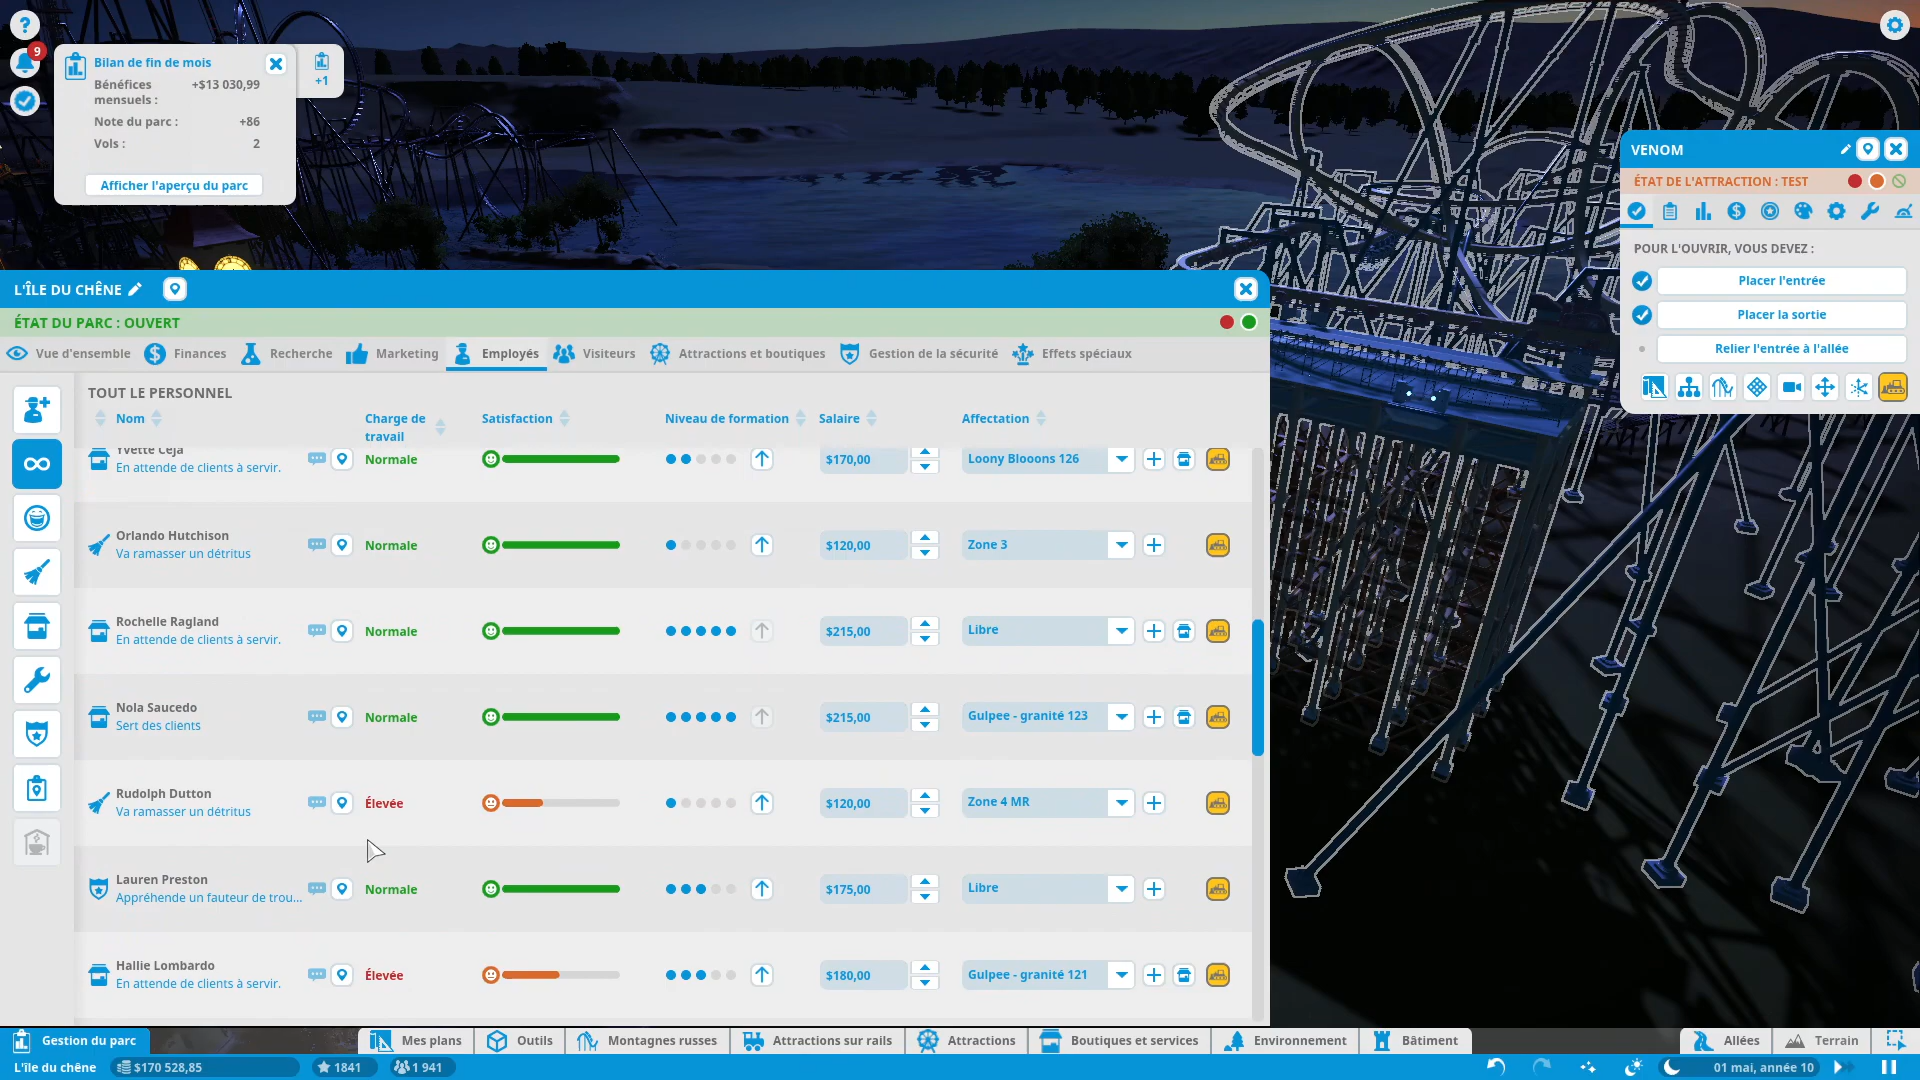 ?
9
Bilan de fin de mois
Bénéfices mensuels : +$13 030,99
Note du parc : +86
Vols : 2
Afficher l'aperçu du parc
+1
VENOM
ÉTAT DE L'ATTRACTION : TEST
POUR L'OUVRIR, VOUS DEVEZ :
Placer l'entrée
Placer la sortie
Relier l'entrée à l'allée
L'ÎLE DU CHÊNE
ÉTAT DU PARC : OUVERT
Vue d'ensemble Finances Recherche Marketing Employés Visiteurs Attractions et boutiques Gestion de la sécurité Effets spéciaux
TOUT LE PERSONNEL
Nom Charge de travail Satisfaction Niveau de formation Salaire Affectation
Yvette Ceja
En attende de clients à servir. Normale $170,00 Loony Blooons 126
Orlando Hutchison
Va ramasser un détritus Normale $120,00 Zone 3
Rochelle Ragland
En attende de clients à servir. Normale $215,00 Libre
Nola Saucedo
Sert des clients Normale $215,00 Gulpee - granité 123
Rudolph Dutton
Va ramasser un détritus Élevée $120,00 Zone 4 MR
Lauren Preston
Appréhende un fauteur de trou... Normale $175,00 Libre
Hallie Lombardo
En attende de clients à servir. Élevée $180,00 Gulpee - granité 121
Gestion du parc Mes plans Outils Montagnes russes Attractions sur rails Attractions Boutiques et services Environnement Bâtiment Allées Terrain
L'île du chêne $170 528,85 1841 1 941 01 mai, année 10